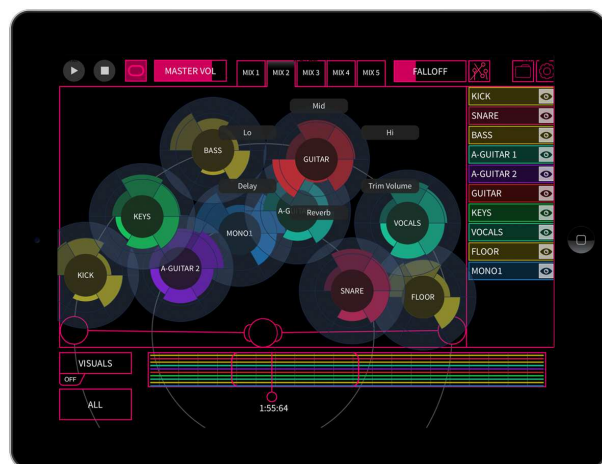 MASTER VOL
MIX 1
MIX 2
MIX 3
MIX 4
MIX 5
FALLOFF
KICK
SNARE
BASS
A-GUITAR 1
A-GUITAR 2
GUITAR
KEYS
VOCALS
FLOOR
MONO1
Mid
Lo
Hi
BASS
GUITAR
Delay
Trim Volume
A-G
Reverb
KEYS
VOCALS
MONO1
A-GUITAR 2
KICK
SNARE
FLOOR
VISUALS
OFF
ALL
1:55:64